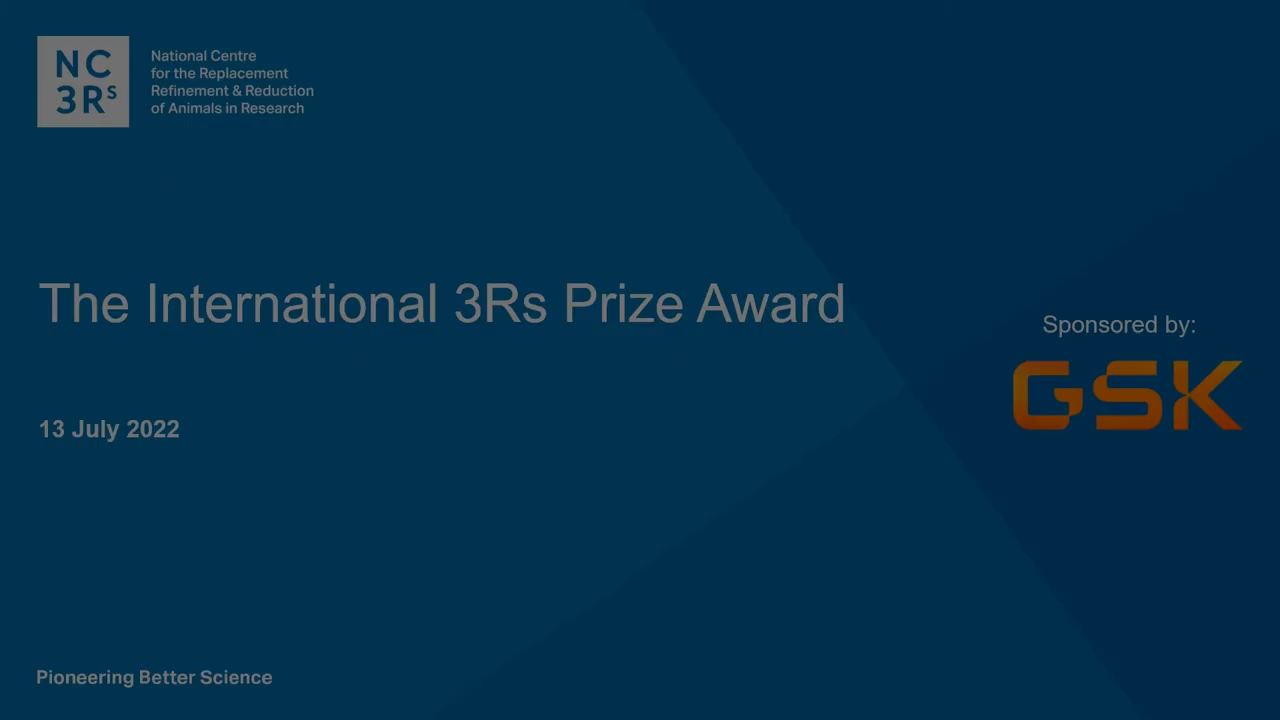 NC
3Rs
National Centre
for the Replacement
Refinement & Reduction
of Animals in Research
The International 3Rs Prize Award
Sponsored by:
GSK
13 July 2022
Pioneering Better Science